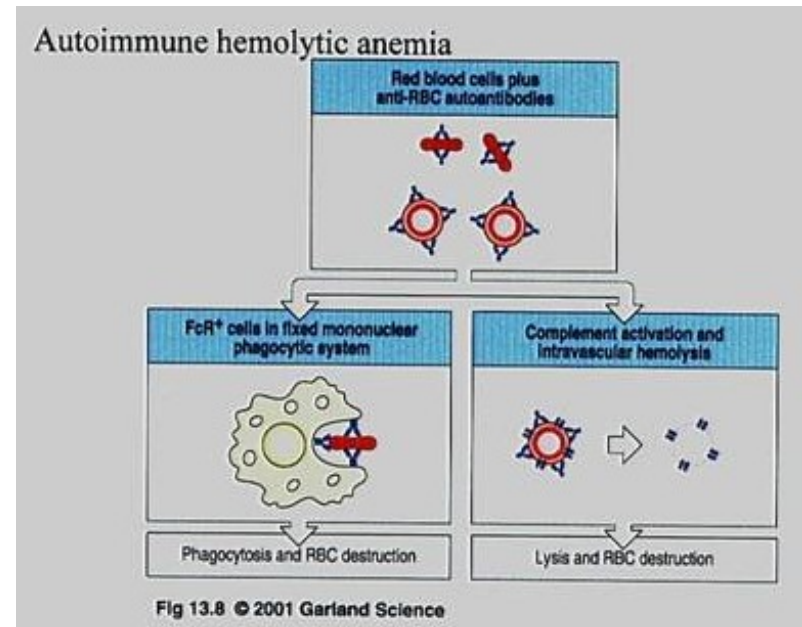 Autoimmune hemolytic anemia
Red blood cells plus
anti-RBC autoantibodies
FcR⁺ cells in fixed mononuclear
phagocytic system
Complement activation and
intravascular hemolysis
Phagocytosis and RBC destruction
Lysis and RBC destruction
Fig 13.8 © 2001 Garland Science